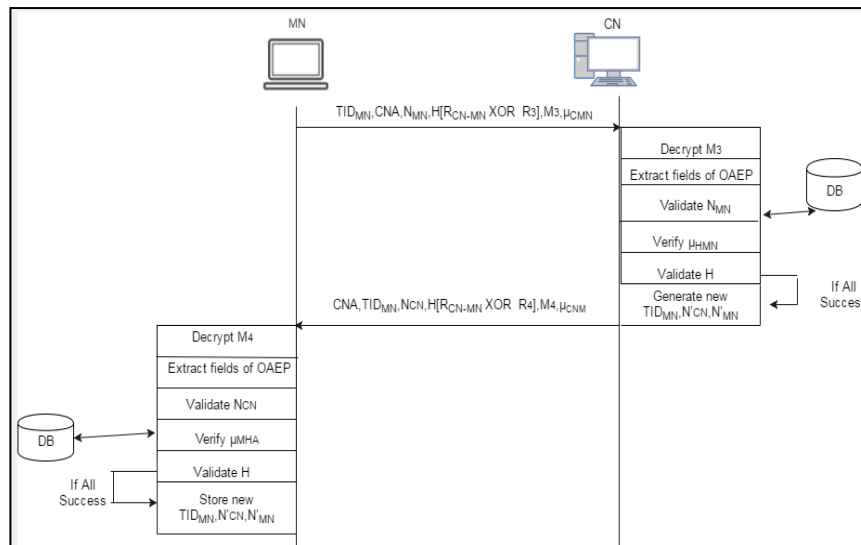 MN
CN
TIDMN,CNA,NMN,H[RCN-MN XOR R3],M3,µCMN
Decrypt M3
Extract fields of OAEP
Validate NMN
DB
Verify µHMN
Validate H
If All
Succes
Generate new
TIDMN,N'CN,N'MN
CNA,TIDMN,NCN,H[RCN-MN XOR R4],M4,µCNM
Decrypt M4
Extract fields of OAEP
Validate NCN
DB
Verify µMHA
Validate H
If All
Success
Store new
TIDMN,N'CN,N'MN